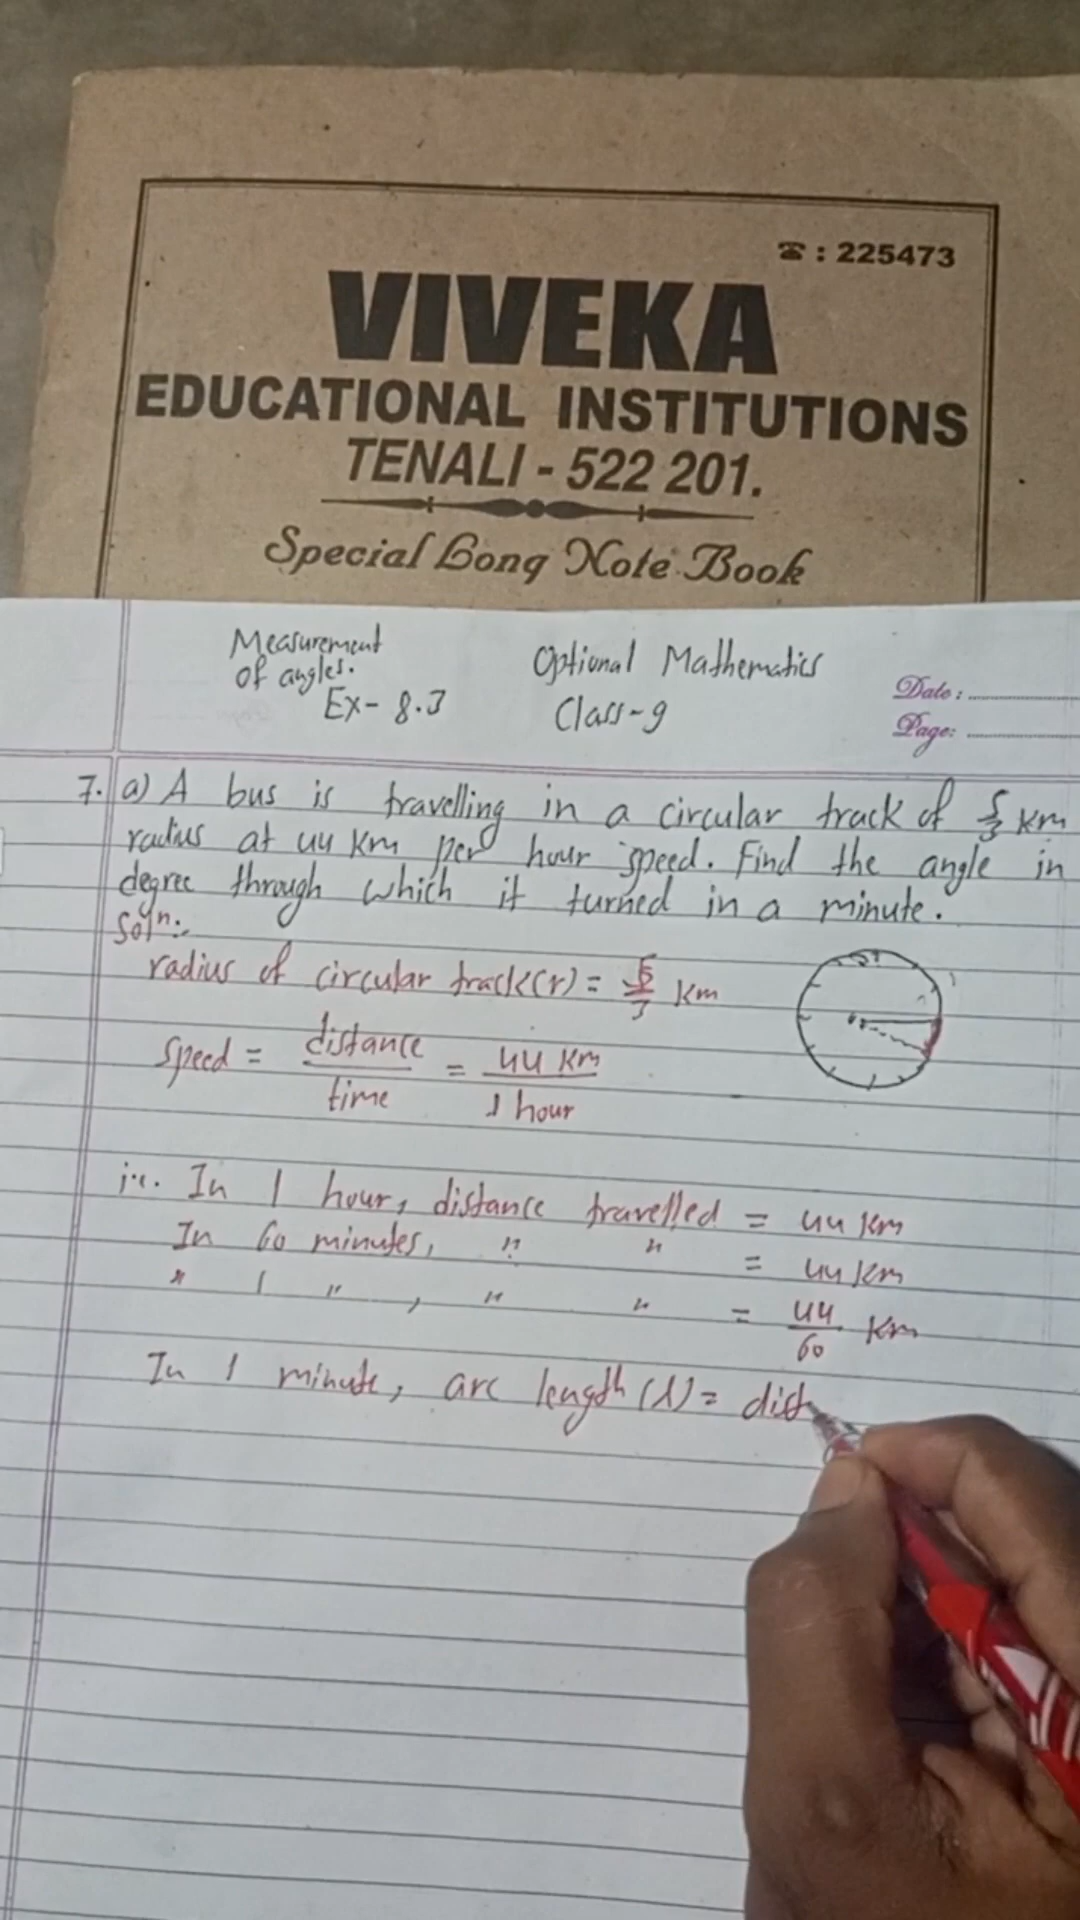 ☎ : 225473
VIVEKA
EDUCATIONAL INSTITUTIONS
TENALI - 522 201.
Special Long Note Book
Measurement
of angles.
Ex- 8.3
Optional Mathematics
Class-9
Date: ............
Page: ............
7. a) A bus is travelling in a circular track of 5/3 km
radius at 44 km per hour speed. Find the angle in
degree through which it turned in a minute.
Solⁿ:
radius of circular track(r) = 5/3 km
Speed = distance/time = 44 km/1 hour
i.e. In 1 hour, distance travelled = 44 km
In 60 minutes, " " = 44 km
" 1 " , " " = 44/60 km
In 1 minute, arc length (l) = dist